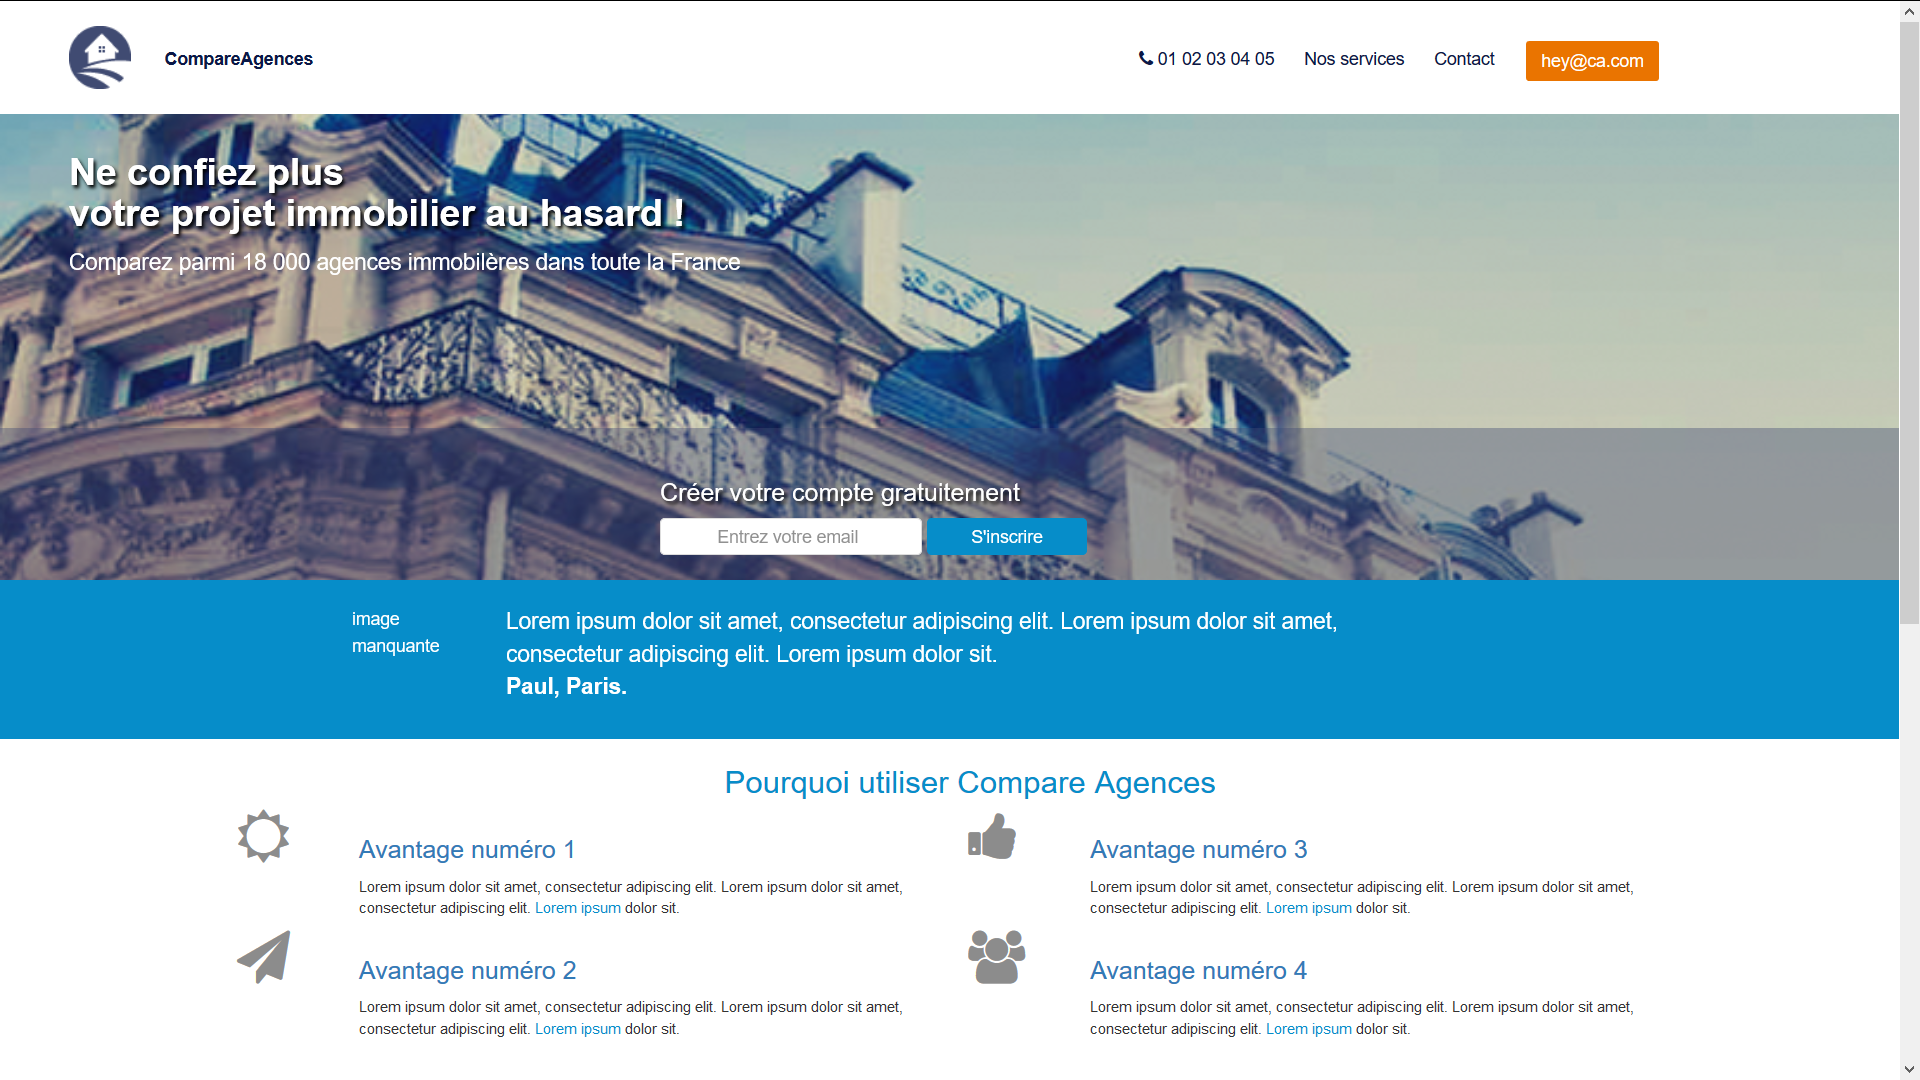 CompareAgences
01 02 03 04 05
Nos services
Contact
hey@ca.com
Ne confiez plus
votre projet immobilier au hasard !
Comparez parmi 18 000 agences immobilères dans toute la France
Créer votre compte gratuitement
Entrez votre email
S'inscrire
image
manquante
Lorem ipsum dolor sit amet, consectetur adipiscing elit. Lorem ipsum dolor sit amet,
consectetur adipiscing elit. Lorem ipsum dolor sit.
Paul, Paris.
Pourquoi utiliser Compare Agences
Avantage numéro 1
Lorem ipsum dolor sit amet, consectetur adipiscing elit. Lorem ipsum dolor sit amet,
consectetur adipiscing elit. Lorem ipsum dolor sit.
Avantage numéro 2
Lorem ipsum dolor sit amet, consectetur adipiscing elit. Lorem ipsum dolor sit amet,
consectetur adipiscing elit. Lorem ipsum dolor sit.
Avantage numéro 3
Lorem ipsum dolor sit amet, consectetur adipiscing elit. Lorem ipsum dolor sit amet,
consectetur adipiscing elit. Lorem ipsum dolor sit.
Avantage numéro 4
Lorem ipsum dolor sit amet, consectetur adipiscing elit. Lorem ipsum dolor sit amet,
consectetur adipiscing elit. Lorem ipsum dolor sit.